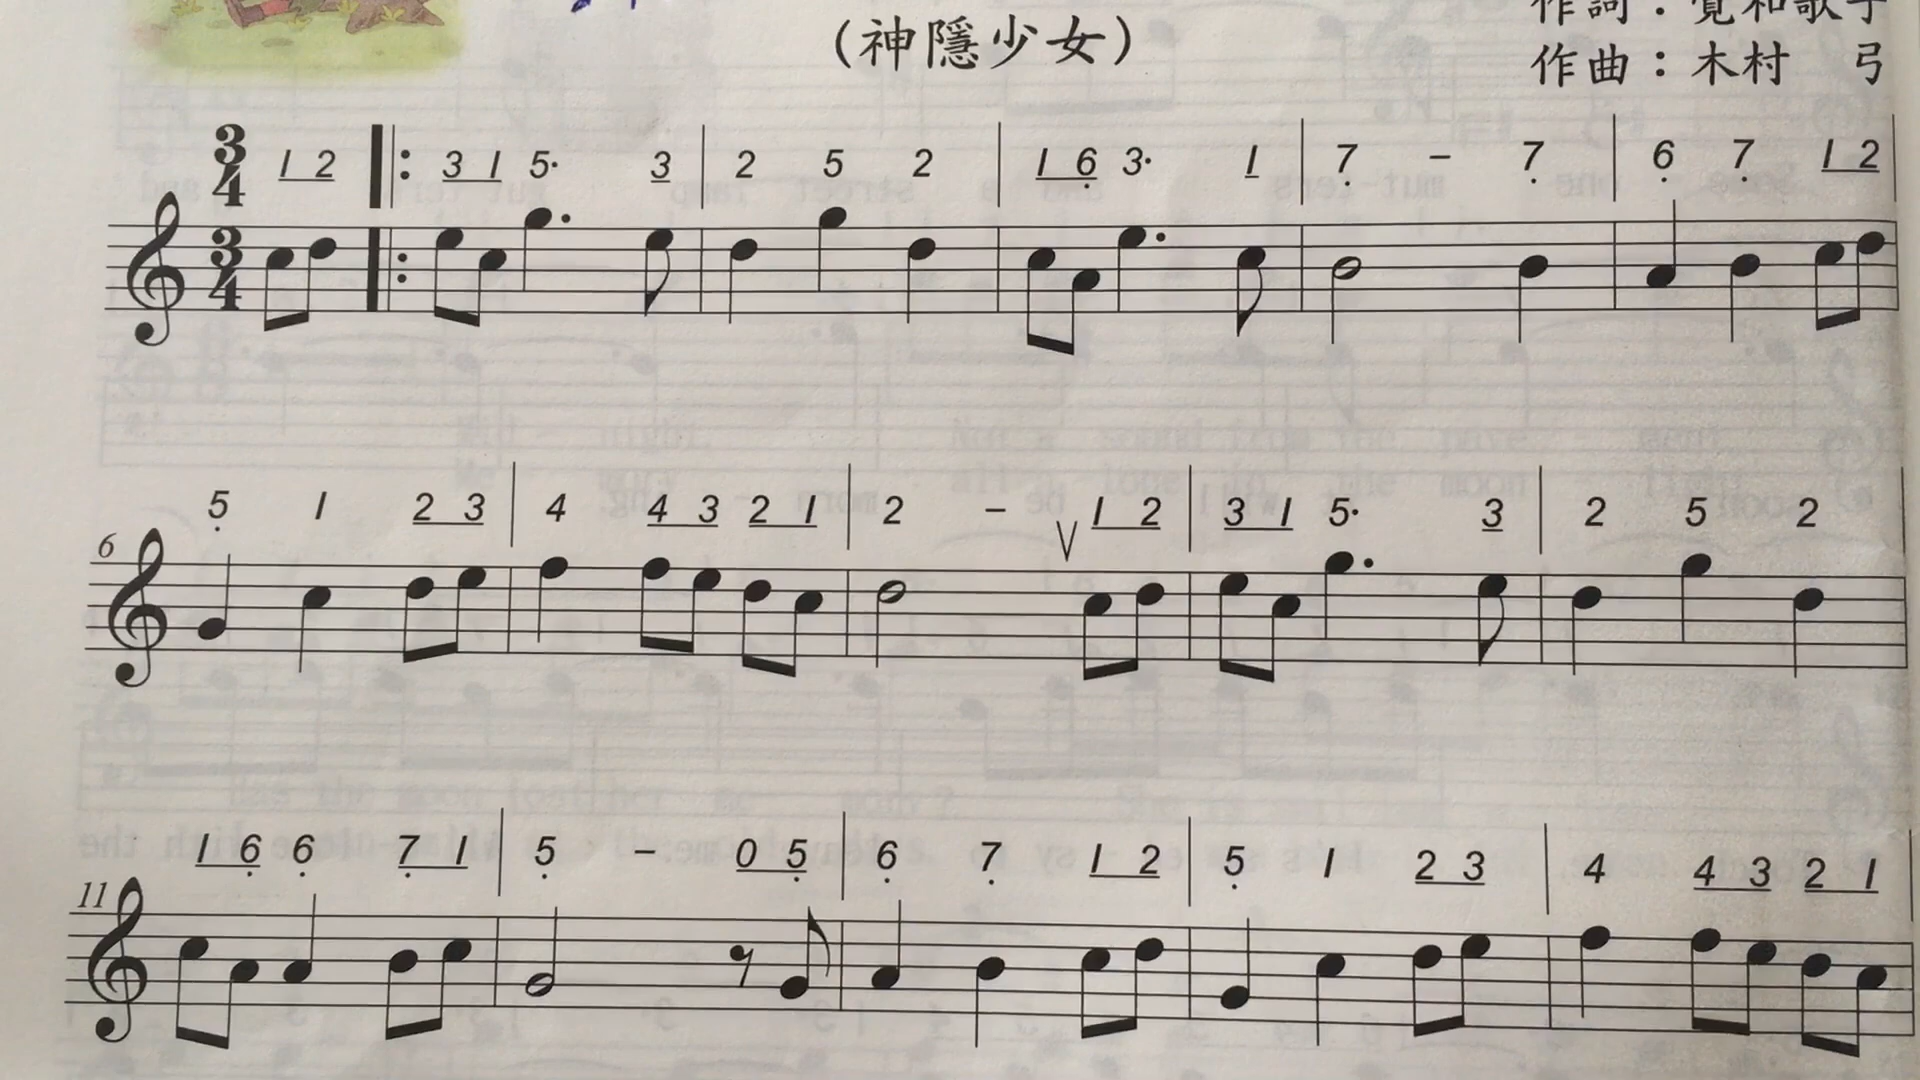 (神隱少女)
作詞：覚和歌子
作曲：木村 弓
3/4 1 2 |: 3 1 5· 3 | 2 5 2 | 1 6 3· 1 | 7 – 7 | 6 7 1 2 |
3/4
5 1 2 3 | 4 4 3 2 1 | 2 – V 1 2 | 3 1 5· 3 | 2 5 2
6
1 6 6 7 1 | 5 – 0 5 | 6 7 1 2 | 5 1 2 3 | 4 4 3 2 1
11